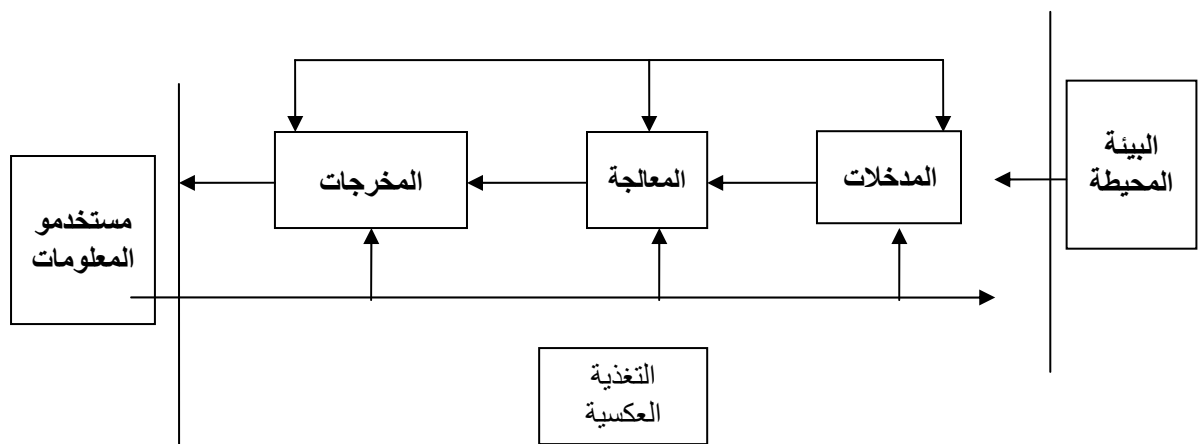 البيئة
المحيطة
المدخلات
المعالجة
المخرجات
مستخدمو
المعلومات
التغذية
العكسية